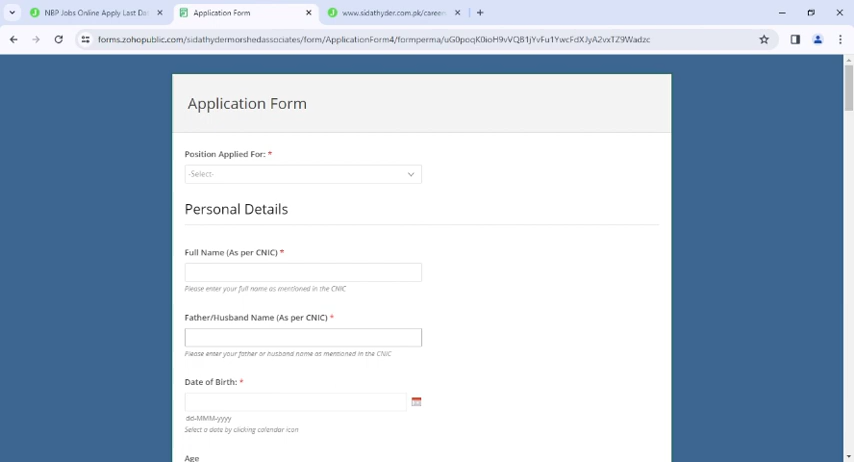 NBP Jobs Online Apply Last Dat
Application Form
www.sidathyder.com.pk/career
forms.zohopublic.com/sidathydermorshedassociates/form/ApplicationForm4/formperma/
Application Form
Position Applied For: *
-Select-
Personal Details
Full Name (As per CNIC) *
Please enter your full name as mentioned in the CNIC
Father/Husband Name (As per CNIC) *
Please enter your father or husband name as mentioned in the CNIC
Date of Birth: *
dd-MMM-yyyy
Select a date by clicking calendar icon
Age